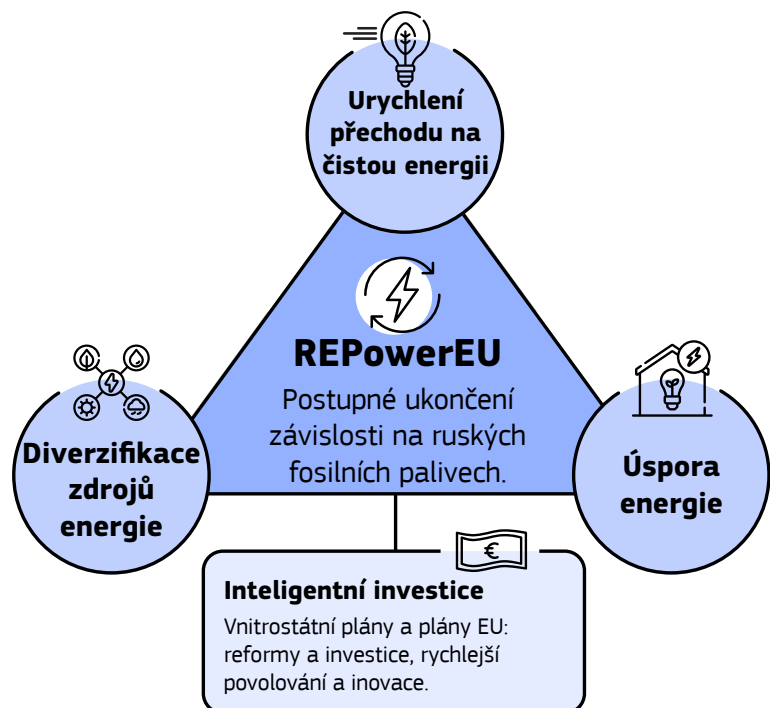 Urychlení
přechodu na
čistou energii
REPowerEU
Postupné ukončení
závislosti na ruských
fosilních palivech.
Diverzifikace
zdrojů
energie
Úspora
energie
€
Inteligentní investice
Vnitrostátní plány a plány EU:
reformy a investice, rychlejší
povolování a inovace.